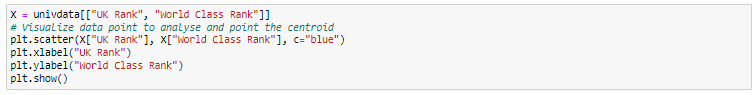 X = univdata[["UK Rank", "World Class Rank"]]
# Visualize data point to analyse and point the centroid
plt.scatter(X["UK Rank"], X["World Class Rank"], c="blue")
plt.xlabel("UK Rank")
plt.ylabel("World Class Rank")
plt.show()